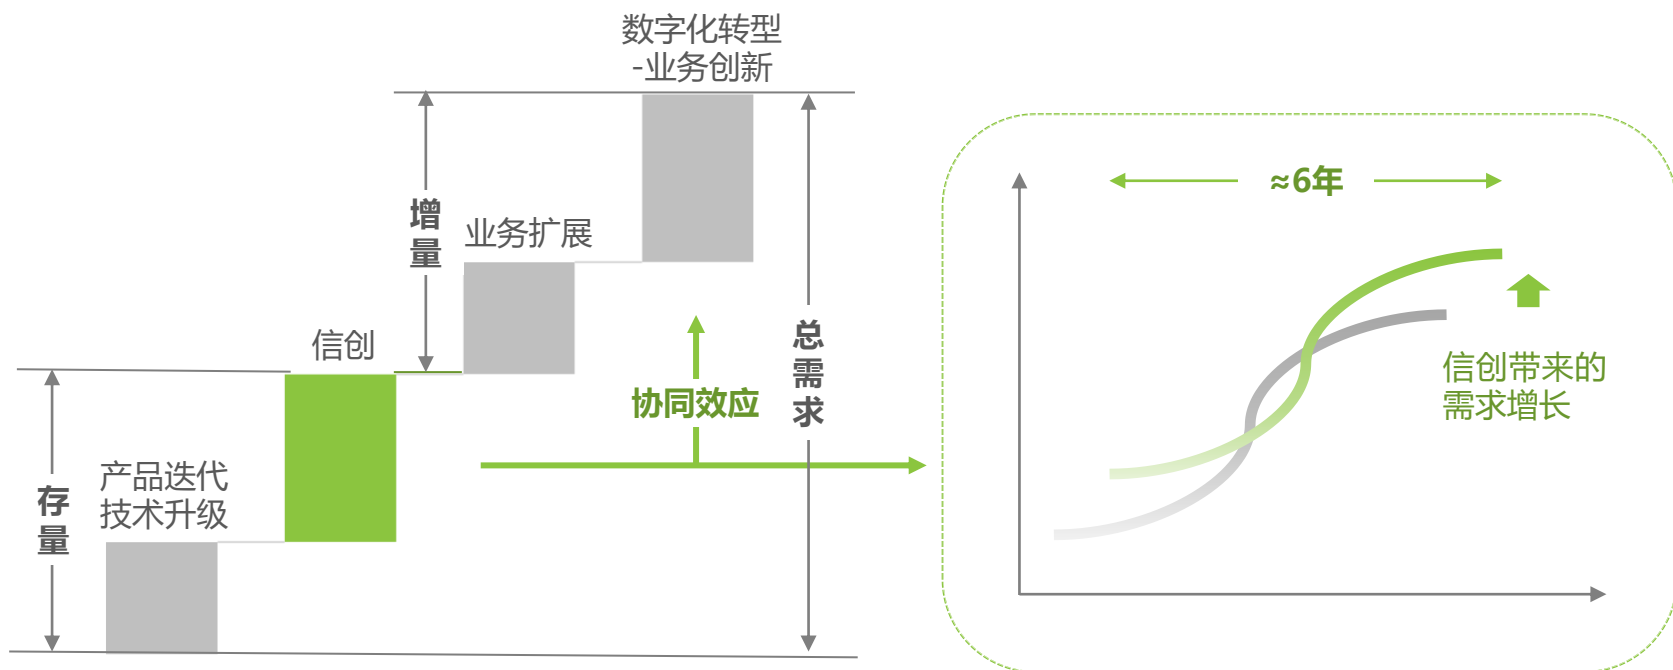 数字化转型
-业务创新
增
量
业务扩展
信创
总
需
求
协同效应
产品迭代
技术升级
存
量
≈6年
信创带来的
需求增长